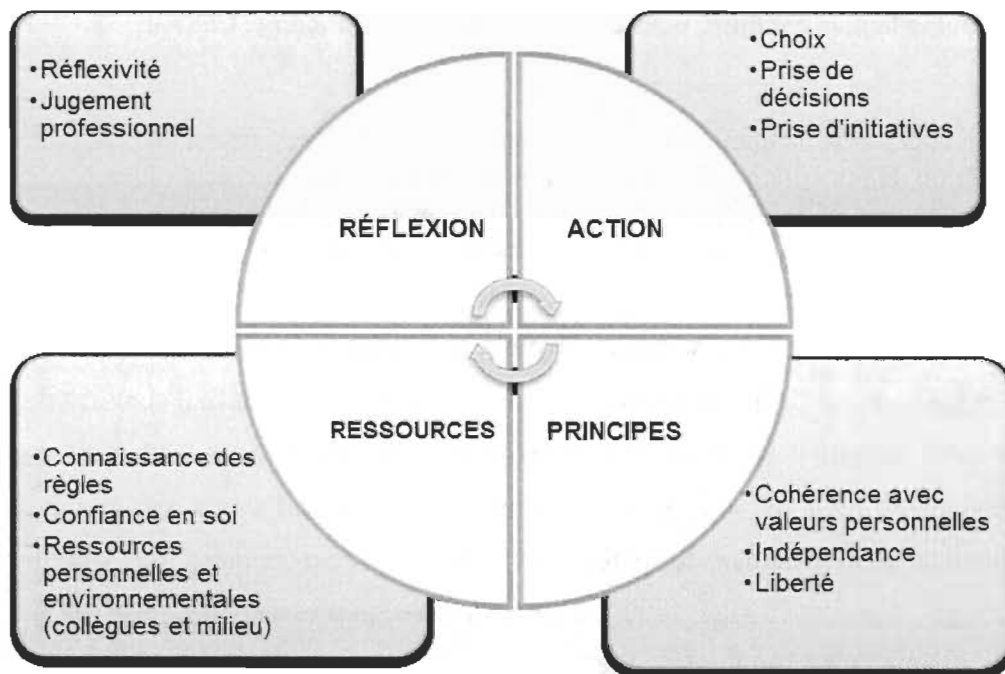 •Réflexivité
•Jugement
professionnel
•Choix
•Prise de
décisions
•Prise d'initiatives
RÉFLEXION
ACTION
RESSOURCES
PRINCIPES
•Connaissance des
règles
•Confiance en soi
•Ressources
personnelles et
environnementales
(collègues et milieu)
•Cohérence avec
valeurs personnelles
•Indépendance
•Liberté